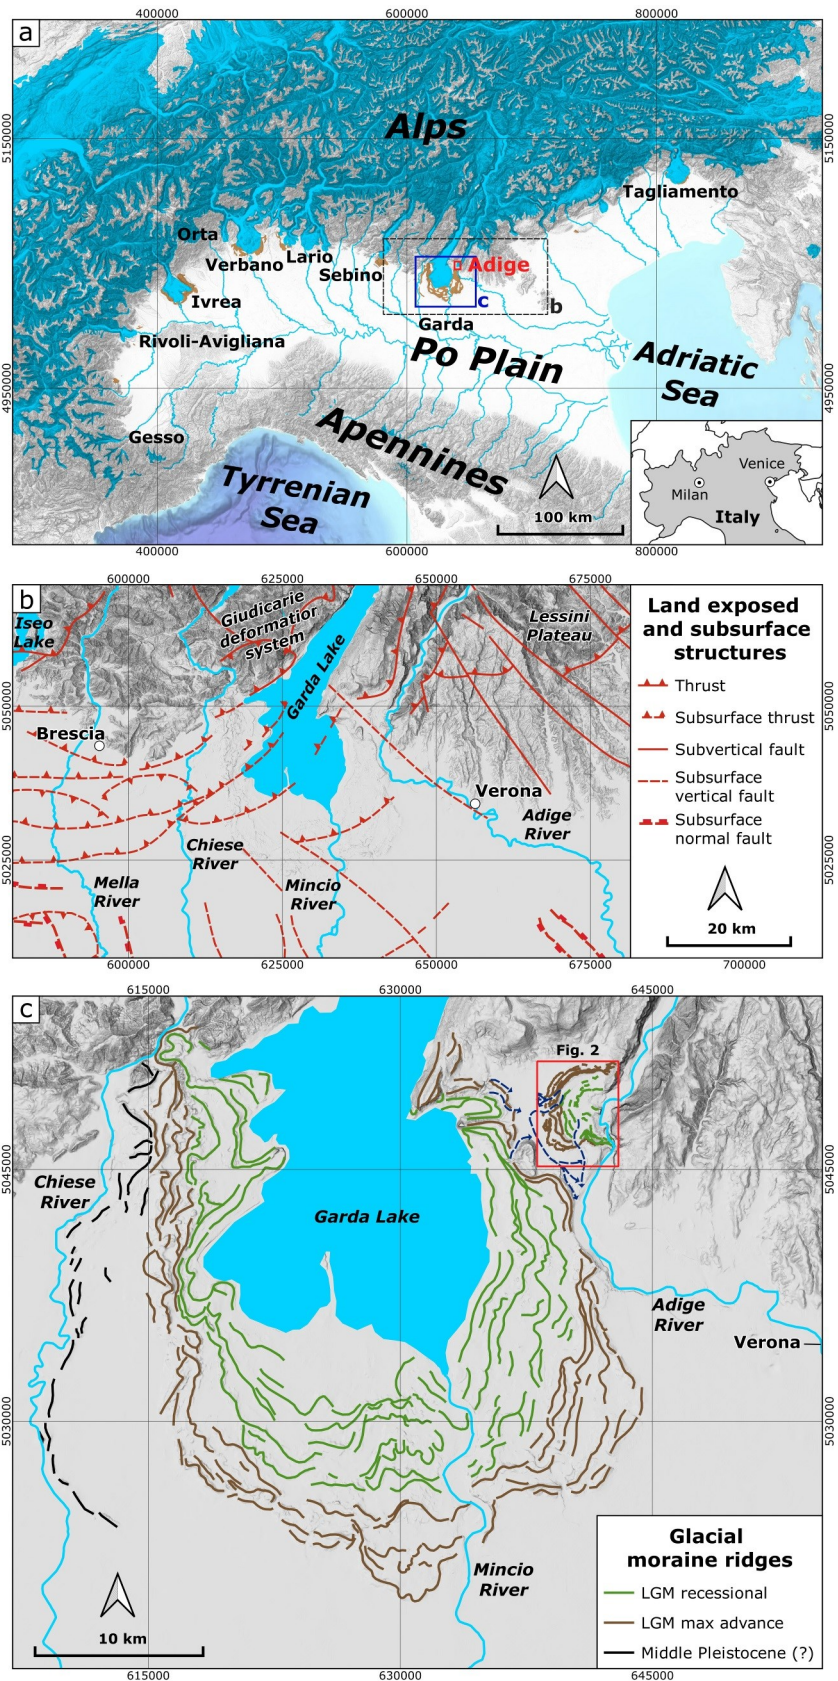 a
400000
600000
800000
5150000
5150000
Alps
Tagliamento
Orta
Verbano
Lario
Sebino
Adige
Ivrea
c
b
Garda
Rivoli-Avigliana
Po Plain
Adriatic
Sea
4950000
4950000
Gesso
Apennines
Tyrrenian
Sea
100 km
Venice
Milan
Italy
400000
600000
800000
b
600000
625000
650000
675000
Iseo
Lake
Giudicarie
deformation
system
Garda Lake
Lessini
Plateau
5050000
5050000
Brescia
Verona
Adige
River
Chiese
River
Mella
River
Mincio
River
5025000
5025000
Land exposed
and subsurface
structures
Thrust
Subsurface thrust
Subvertical fault
Subsurface
vertical fault
Subsurface
normal fault
20 km
600000
625000
650000
675000
700000
c
615000
630000
645000
Fig. 2
5045000
5045000
Chiese
River
Garda Lake
Adige
River
Verona
5030000
5030000
Mincio
River
10 km
Glacial
moraine ridges
LGM recessional
LGM max advance
Middle Pleistocene (?)
615000
630000
645000